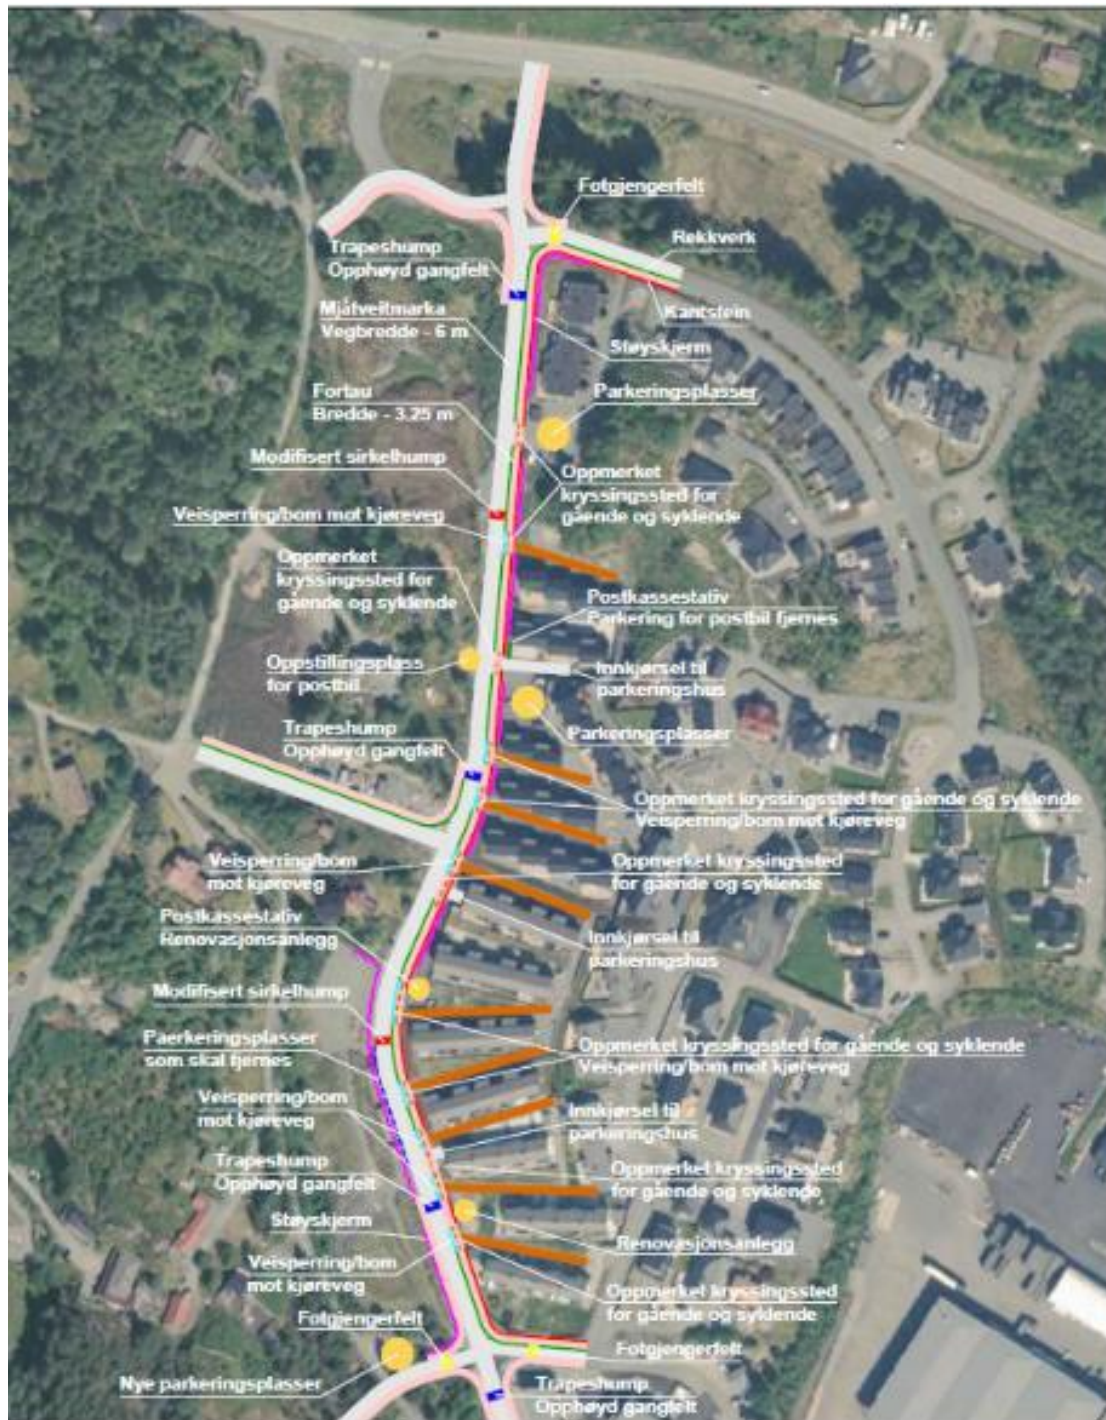 Fotgjengerfelt
Rekkverk
Trapeshump
Opphøyd gangfelt
Mjåtveitmarka
Vegbredde - 6 m
Kantstein
Støyskjerm
Fortau
Bredde - 3.25 m
Parkeringsplasser
Modifisert sirkelhump
Oppmerket
kryssingssted for
gående og syklende
Veisperring/bom mot kjøreveg
Oppmerket
kryssingssted for
gående og syklende
Postkassestativ
Parkering for postbil fjernes
Oppstillingsplass
for postbil
Innkjørsel til
parkeringshus
Trapeshump
Opphøyd gangfelt
Parkeringsplasser
Oppmerket kryssingssted for gående og syklende
Veisperring/bom mot kjøreveg
Veisperring/bom
mot kjøreveg
Oppmerket kryssingssted
for gående og syklende
Postkassestativ
Renovasjonsanlegg
Innkjørsel til
parkeringshus
Modifisert sirkelhump
Paerkeringsplasser
som skal fjernes
Oppmerket kryssingssted for gående og syklende
Veisperring/bom mot kjøreveg
Veisperring/bom
mot kjøreveg
Innkjørsel til
parkeringshus
Trapeshump
Opphøyd gangfelt
Oppmerket kryssingssted
for gående og syklende
Støyskjerm
Renovasjonsanlegg
Veisperring/bom
mot kjøreveg
Oppmerket kryssingssted
for gående og syklende
Fotgjengerfelt
Fotgjengerfelt
Nye parkeringsplasser
Trapeshump
Opphøyd gangfelt